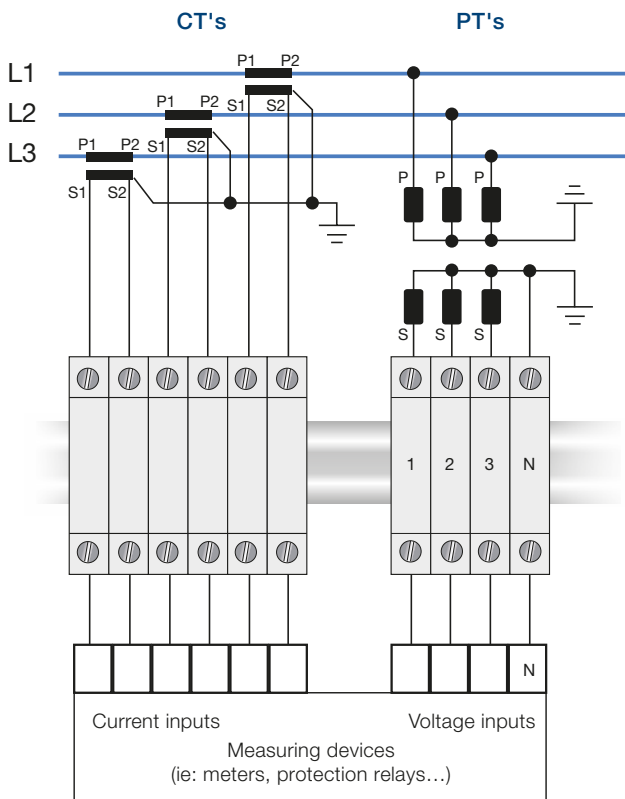 CT's PT's
L1 P1 P2
L2 P1 P2 S1 S2
L3 P1 P2 S1 S2
S1 S2
P P P
S S S
1 2 3 N
N
Current inputs Voltage inputs
Measuring devices
(ie: meters, protection relays...)